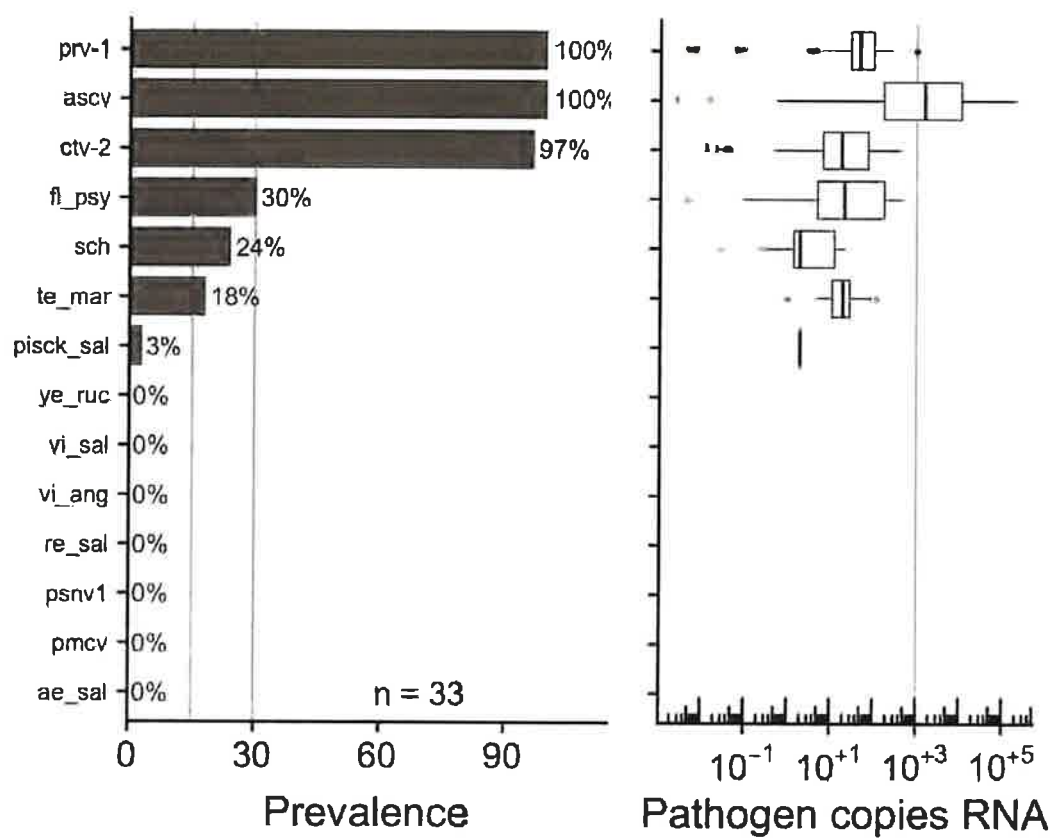 prv-1 100%
ascv 100%
ctv-2 97%
fl_psy 30%
sch 24%
te_mar 18%
pisck_sal 3%
ye_ruc 0%
vi_sal 0%
vi_ang 0%
re_sal 0%
psnv1 0%
pmcv 0%
ae_sal 0%
n = 33
0 30 60 90
Prevalence
10⁻¹ 10⁺¹ 10⁺³ 10⁺⁵
Pathogen copies RNA